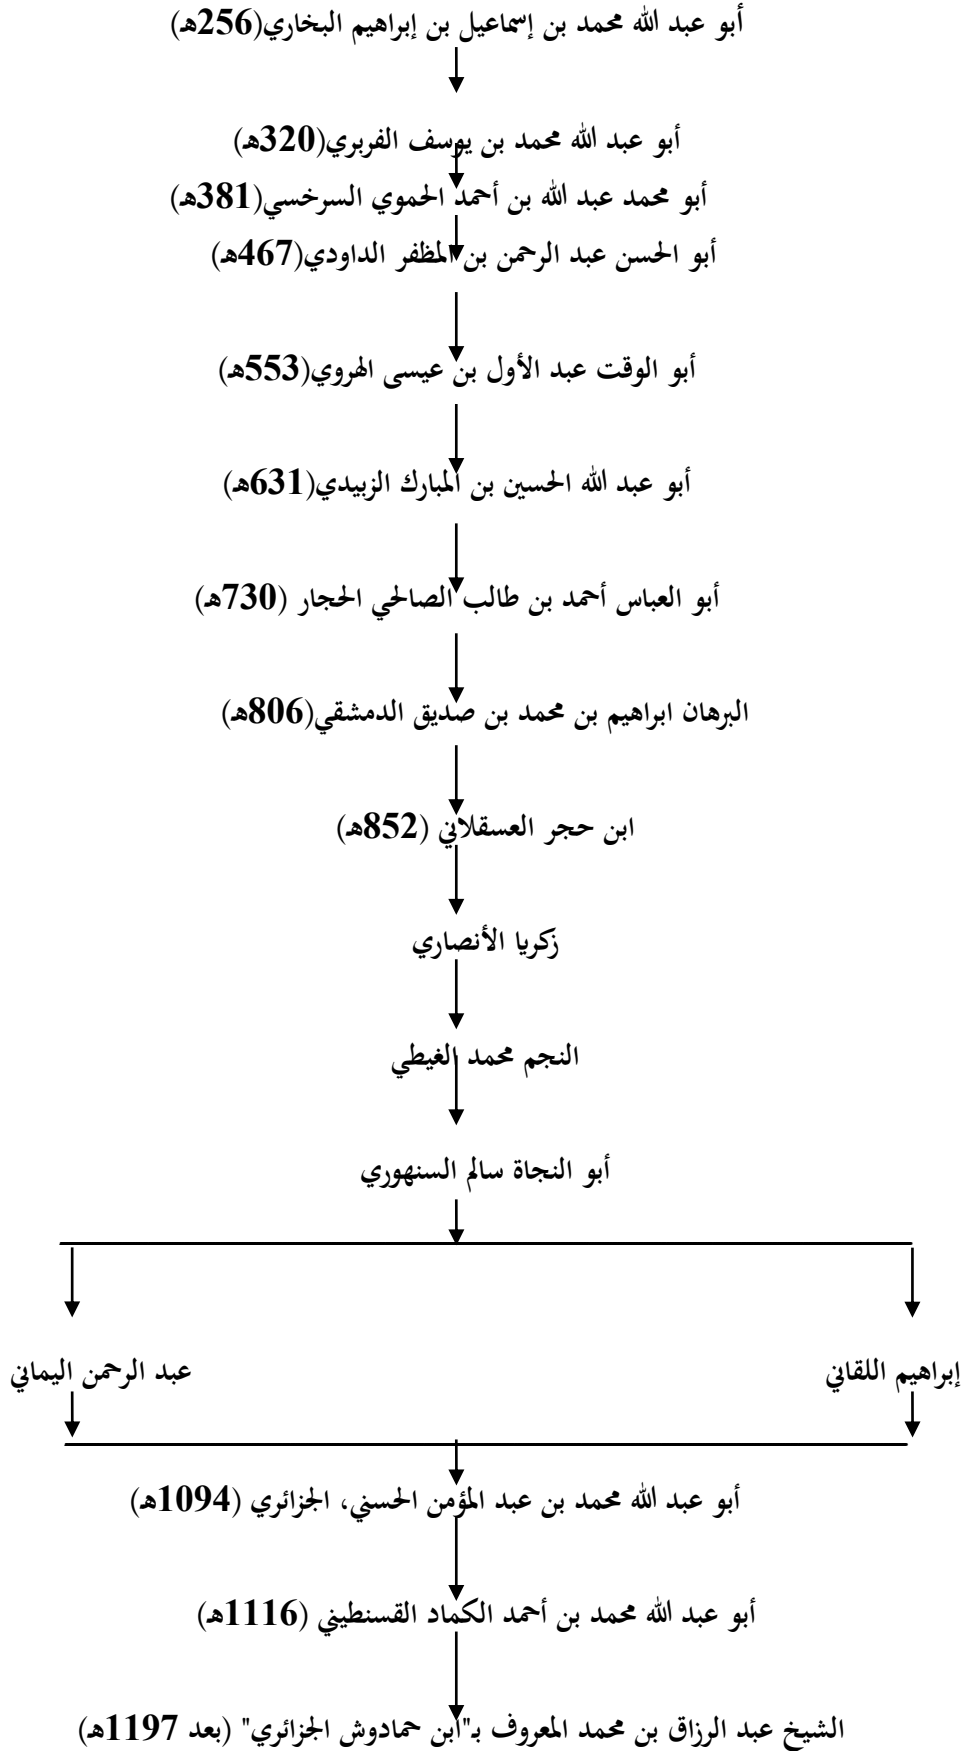 أبو عبد الله محمد بن إسماعيل بن إبراهيم البخاري(256هـ)
أبو عبد الله محمد بن يوسف الفربري(320هـ)
أبو محمد عبد الله بن أحمد الحموي السرخسي(381هـ)
أبو الحسن عبد الرحمن بن المظفر الداودي(467هـ)
أبو الوقت عبد الأول بن عيسى الهروي(553هـ)
أبو عبد الله الحسين بن المبارك الزبيدي(631هـ)
أبو العباس أحمد بن طالب الصالحي الحجار (730هـ)
البرهان ابراهيم بن محمد بن صديق الدمشقي(806هـ)
ابن حجر العسقلاني (852هـ)
زكريا الأنصاري
النجم محمد الغيطي
أبو النجاة سالم السنهوري
إبراهيم اللقاني
عبد الرحمن اليماني
أبو عبد الله محمد بن عبد المؤمن الحسني، الجزائري (1094هـ)
أبو عبد الله محمد بن أحمد الكماد القسنطيني (1116هـ)
الشيخ عبد الرزاق بن محمد المعروف بـ"ابن حمادوش الجزائري" (بعد 1197هـ)